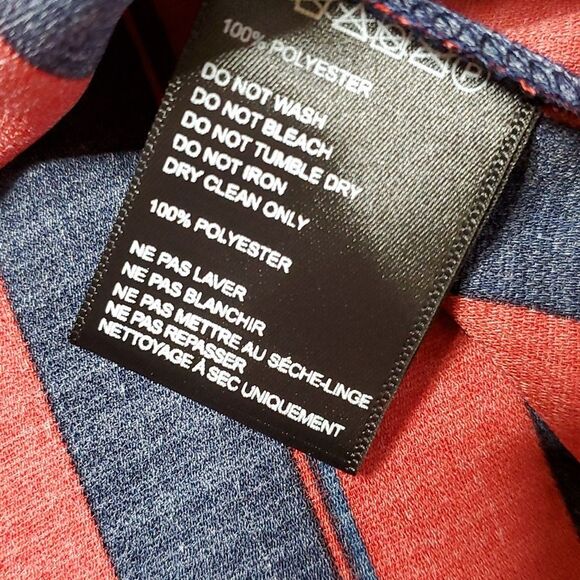 100% POLYESTER
DO NOT WASH
DO NOT BLEACH
DO NOT TUMBLE DRY
DO NOT IRON
DRY CLEAN ONLY
100% POLYESTER
NE PAS LAVER
NE PAS BLANCHIR
NE PAS METTRE AU SÉCHE-LINGE
NE PAS REPASSER
NETTOYAGE À SEC UNIQUEMENT